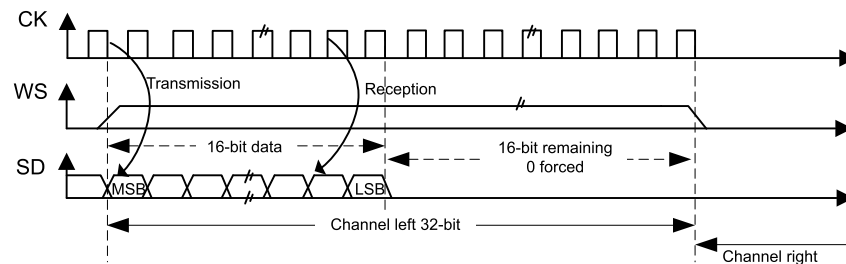 CK
Transmission
Reception
WS
16-bit data
16-bit remaining
0 forced
SD
MSB
LSB
Channel left 32-bit
Channel right